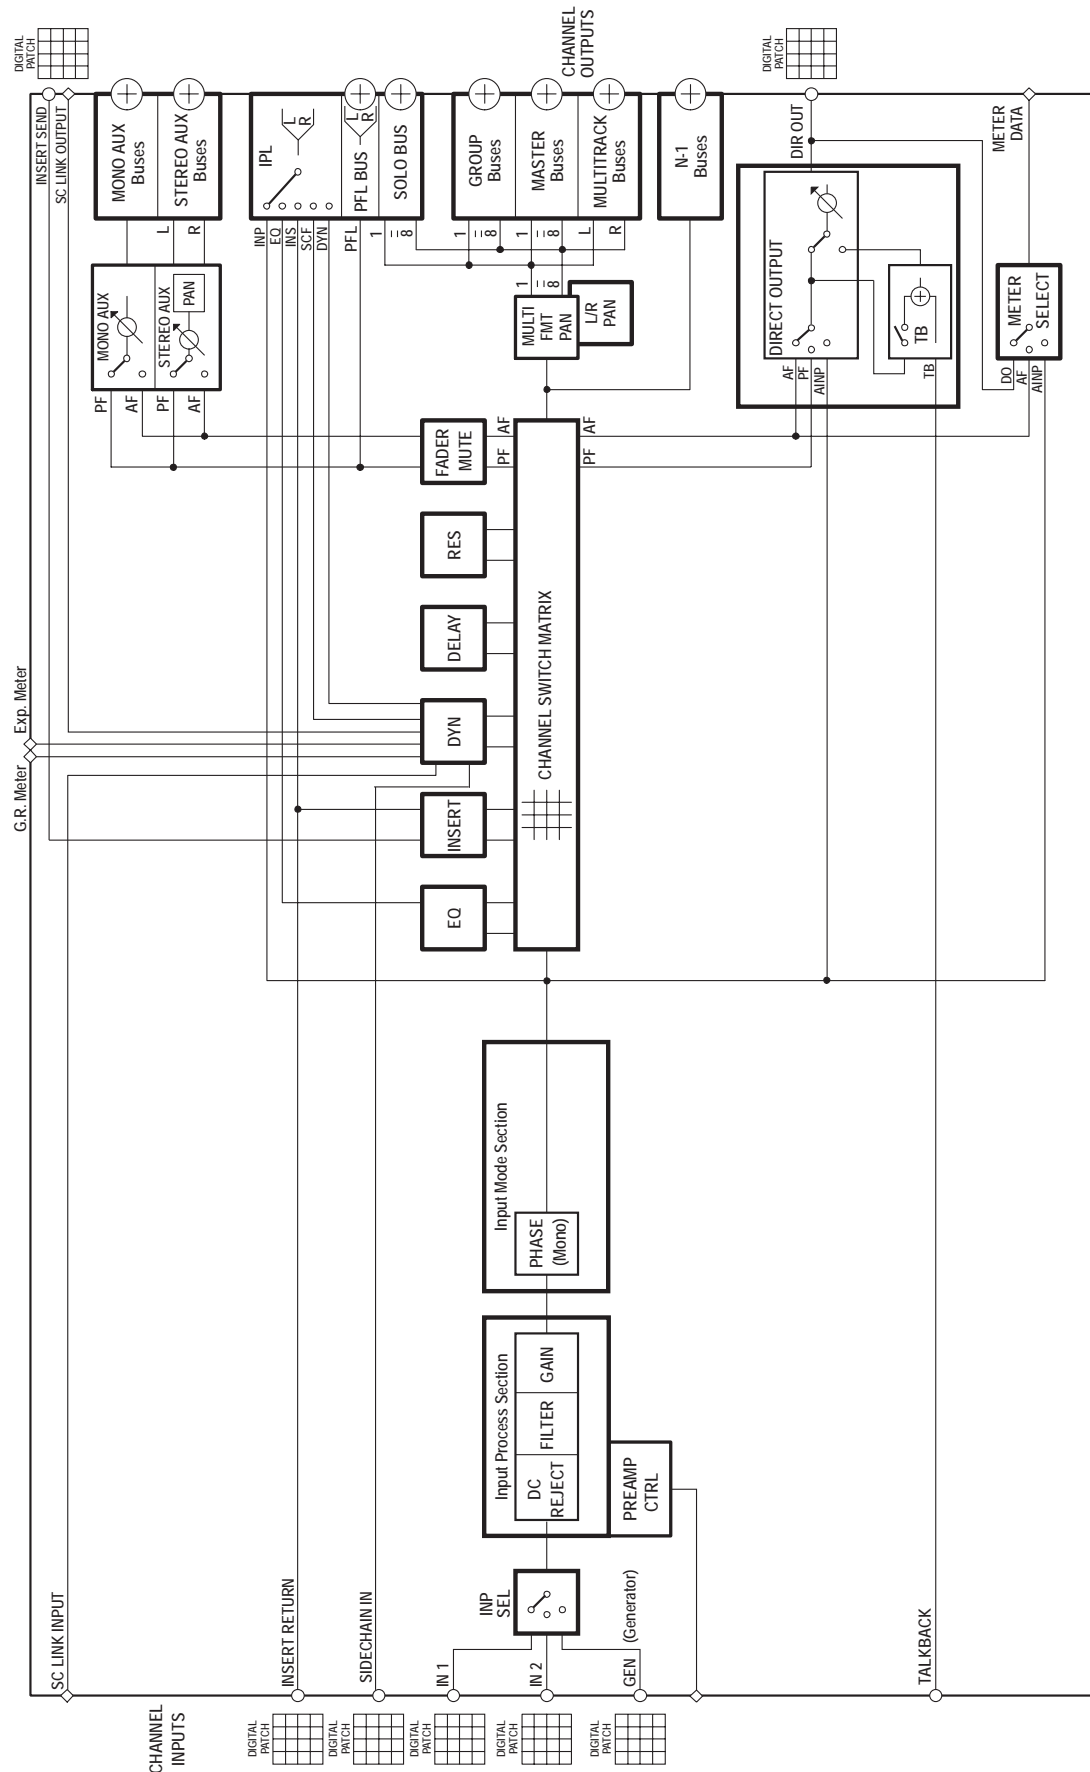 CHANNEL
INPUTS
DIGITAL
PATCH
DIGITAL
PATCH
DIGITAL
PATCH
DIGITAL
PATCH
DIGITAL
PATCH
SC LINK INPUT
INSERT RETURN
SIDECHAIN IN
IN 1
IN 2
GEN
(Generator)
TALKBACK
INP
SEL
Input Process Section
DC
REJECT
FILTER
GAIN
PREAMP
CTRL
Input Mode Section
PHASE
(Mono)
G.R. Meter
Exp. Meter
EQ
INSERT
DYN
DELAY
RES
FADER
MUTE
CHANNEL SWITCH MATRIX
PF
AF
PF
AF
PF
AF
PF
AF
MONO AUX
STEREO AUX
PAN
L
R
MONO AUX
Buses
STEREO AUX
Buses
INSERT SEND
SC LINK OUTPUT
DIGITAL
PATCH
INP
EQ
INS
SCF
DYN
PFL
IPL
L
R
PFL BUS
L
R
SOLO BUS
1
8
MULTI
FMT
PAN
L/R
PAN
1
8
1
8
1
8
L
R
GROUP
Buses
MASTER
Buses
MULTITRACK
Buses
N-1
Buses
CHANNEL
OUTPUTS
DIRECT OUTPUT
AF
PF
AINP
TB
TB
DIR OUT
DIGITAL
PATCH
DO
AF
AINP
METER
SELECT
METER
DATA